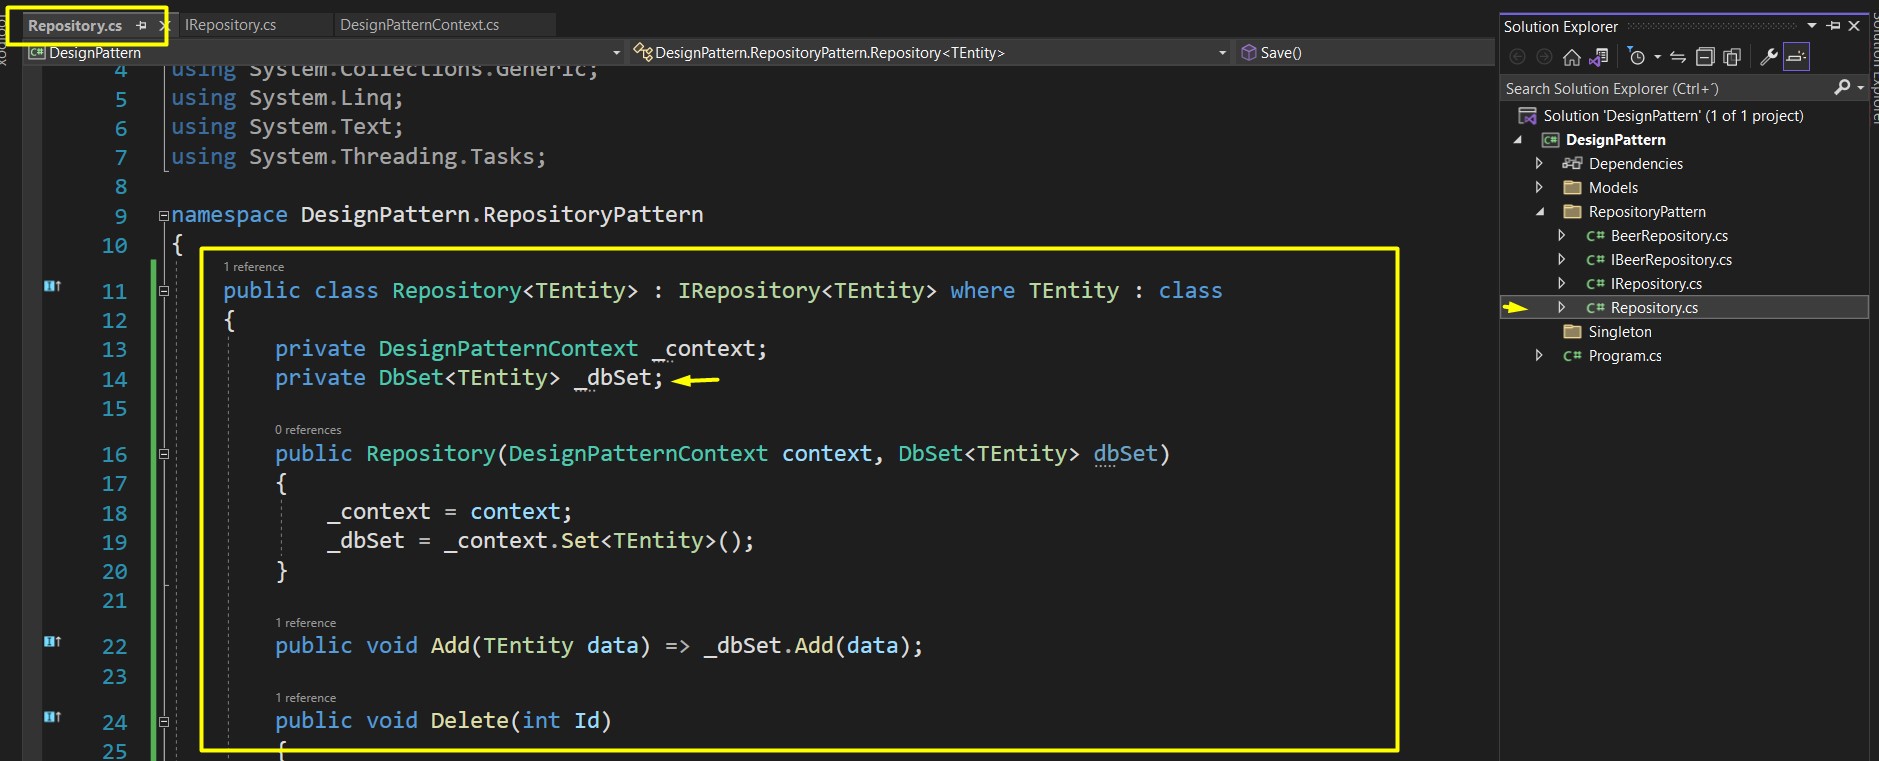 Repository.cs
IRepository.cs
DesignPatternContext.cs
DesignPattern
DesignPattern.RepositoryPattern.Repository<TEntity>
Save()
4 using System.Collections.Generic;
5 using System.Linq;
6 using System.Text;
7 using System.Threading.Tasks;
8
9 namespace DesignPattern.RepositoryPattern
10 {
1 reference
11 public class Repository<TEntity> : IRepository<TEntity> where TEntity : class
12 {
13 private DesignPatternContext _context;
14 private DbSet<TEntity> _dbSet;
15
0 references
16 public Repository(DesignPatternContext context, DbSet<TEntity> dbSet)
17 {
18 _context = context;
19 _dbSet = _context.Set<TEntity>();
20 }
21
1 reference
22 public void Add(TEntity data) => _dbSet.Add(data);
23
1 reference
24 public void Delete(int Id)
25 {
Solution Explorer
Search Solution Explorer (Ctrl+´)
Solution 'DesignPattern' (1 of 1 project)
C# DesignPattern
Dependencies
Models
RepositoryPattern
C# BeerRepository.cs
C# IBeerRepository.cs
C# IRepository.cs
C# Repository.cs
Singleton
C# Program.cs
Solution Explorer